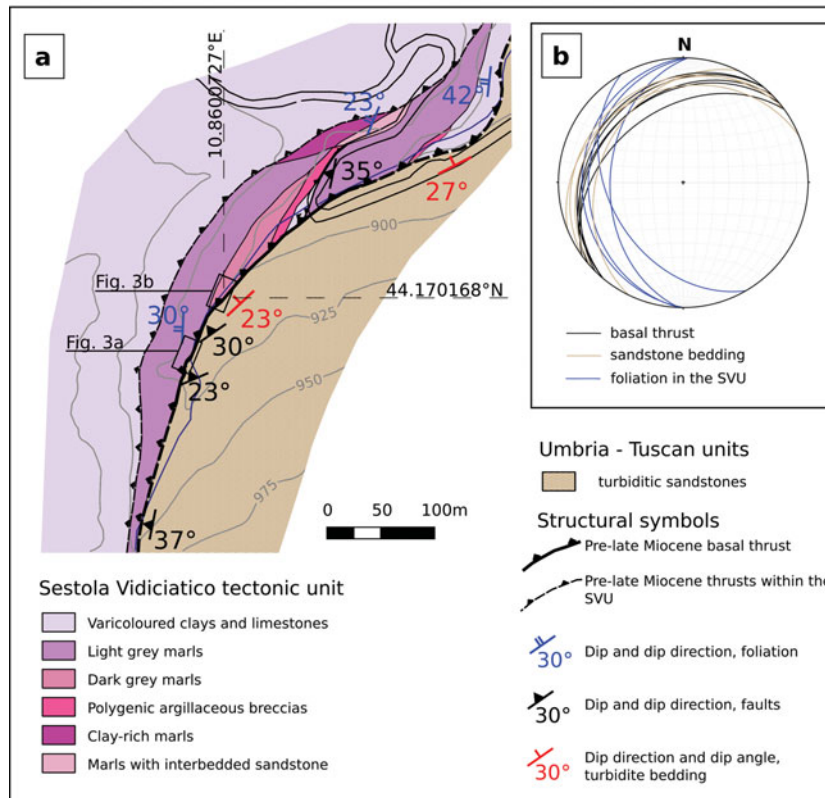 a
10.8600727°E
23°
42°
35°
27°
900
Fig. 3b
44.170168°N
30°
23°
925
Fig. 3a
30°
23°
950
975
37°
0 50 100m
b
N
basal thrust
sandstone bedding
foliation in the SVU
Sestola Vidiciatico tectonic unit
Varicoloured clays and limestones
Light grey marls
Dark grey marls
Polygenic argillaceous breccias
Clay-rich marls
Marls with interbedded sandstone
Umbria - Tuscan units
turbiditic sandstones
Structural symbols
Pre-late Miocene basal thrust
Pre-late Miocene thrusts within the
SVU
30°
Dip and dip direction, foliation
30°
Dip and dip direction, faults
30°
Dip direction and dip angle,
turbidite bedding